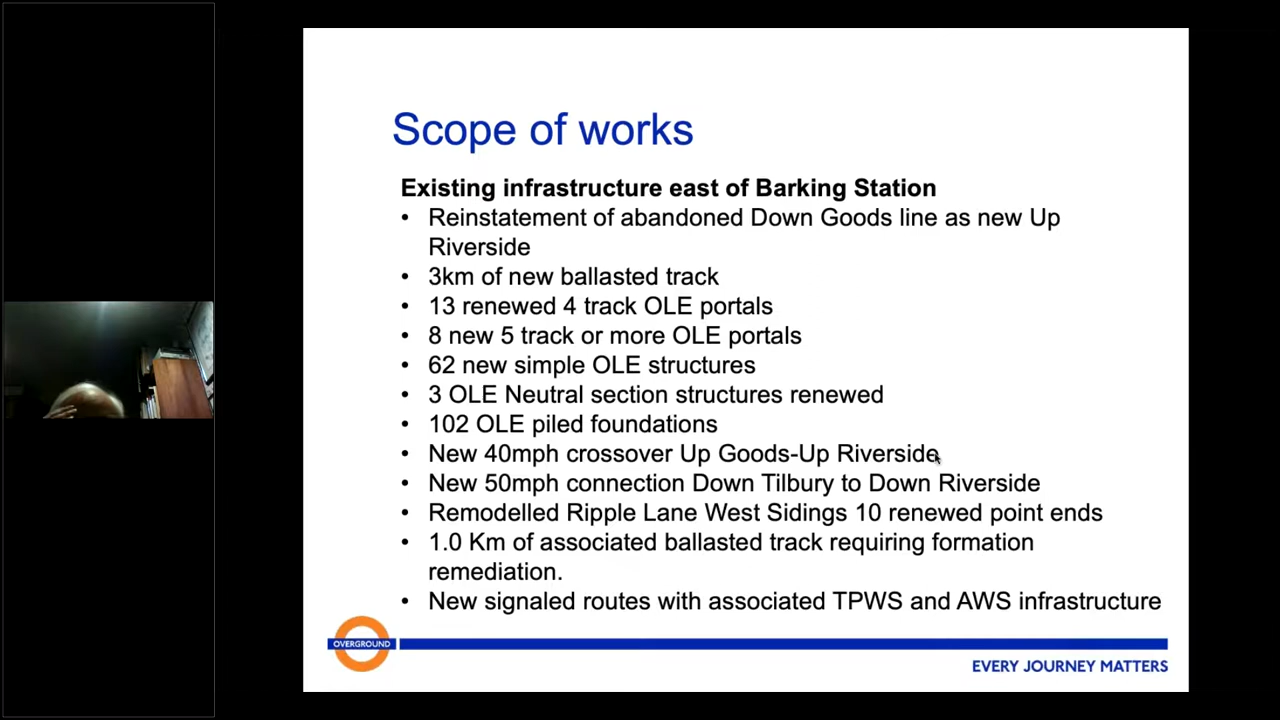 Scope of works
Existing infrastructure east of Barking Station
• Reinstatement of abandoned Down Goods line as new Up
Riverside
• 3km of new ballasted track
• 13 renewed 4 track OLE portals
• 8 new 5 track or more OLE portals
• 62 new simple OLE structures
• 3 OLE Neutral section structures renewed
• 102 OLE piled foundations
• New 40mph crossover Up Goods-Up Riverside
• New 50mph connection Down Tilbury to Down Riverside
• Remodelled Ripple Lane West Sidings 10 renewed point ends
• 1.0 Km of associated ballasted track requiring formation
remediation.
• New signaled routes with associated TPWS and AWS infrastructure
OVERGROUND
EVERY JOURNEY MATTERS